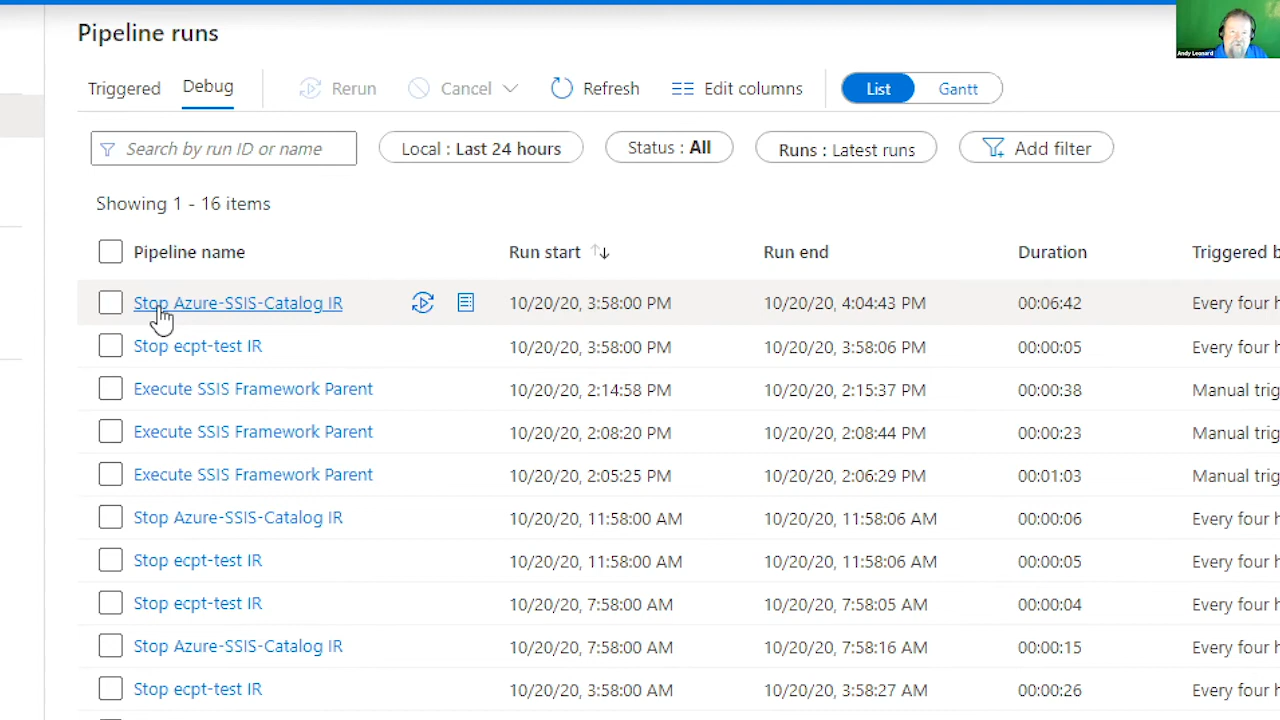 Pipeline runs
Andy Leonard
Triggered Debug Rerun Cancel Refresh Edit columns List Gantt
Search by run ID or name Local : Last 24 hours Status : All Runs : Latest runs Add filter
Showing 1 - 16 items
Pipeline name Run start Run end Duration Triggered b
Stop Azure-SSIS-Catalog IR 10/20/20, 3:58:00 PM 10/20/20, 4:04:43 PM 00:06:42 Every four h
Stop ecpt-test IR 10/20/20, 3:58:00 PM 10/20/20, 3:58:06 PM 00:00:05 Every four h
Execute SSIS Framework Parent 10/20/20, 2:14:58 PM 10/20/20, 2:15:37 PM 00:00:38 Manual trig
Execute SSIS Framework Parent 10/20/20, 2:08:20 PM 10/20/20, 2:08:44 PM 00:00:23 Manual trig
Execute SSIS Framework Parent 10/20/20, 2:05:25 PM 10/20/20, 2:06:29 PM 00:01:03 Manual trig
Stop Azure-SSIS-Catalog IR 10/20/20, 11:58:00 AM 10/20/20, 11:58:06 AM 00:00:06 Every four h
Stop ecpt-test IR 10/20/20, 11:58:00 AM 10/20/20, 11:58:06 AM 00:00:05 Every four h
Stop ecpt-test IR 10/20/20, 7:58:00 AM 10/20/20, 7:58:05 AM 00:00:04 Every four h
Stop Azure-SSIS-Catalog IR 10/20/20, 7:58:00 AM 10/20/20, 7:58:16 AM 00:00:15 Every four h
Stop ecpt-test IR 10/20/20, 3:58:00 AM 10/20/20, 3:58:27 AM 00:00:26 Every four h